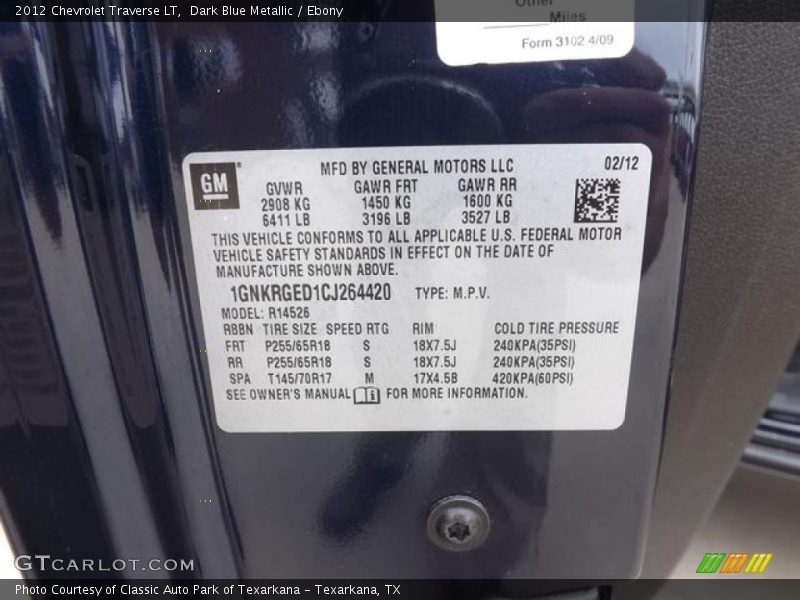 2012 Chevrolet Traverse LT, Dark Blue Metallic / Ebony
Other
Miles
Form 3102 4/09
GM
MFD BY GENERAL MOTORS LLC 02/12
GVWR GAWR FRT GAWR RR
2908 KG 1450 KG 1600 KG
6411 LB 3196 LB 3527 LB
THIS VEHICLE CONFORMS TO ALL APPLICABLE U.S. FEDERAL MOTOR
VEHICLE SAFETY STANDARDS IN EFFECT ON THE DATE OF
MANUFACTURE SHOWN ABOVE.
1GNKRGED1CJ264420 TYPE: M.P.V.
MODEL: R14526
RBBN TIRE SIZE SPEED RTG RIM COLD TIRE PRESSURE
FRT P255/65R18 S 18X7.5J 240KPA(35PSI)
RR P255/65R18 S 18X7.5J 240KPA(35PSI)
SPA T145/70R17 M 17X4.5B 420KPA(60PSI)
SEE OWNER'S MANUAL FOR MORE INFORMATION.
GTCARLOT.COM
Photo Courtesy of Classic Auto Park of Texarkana - Texarkana, TX